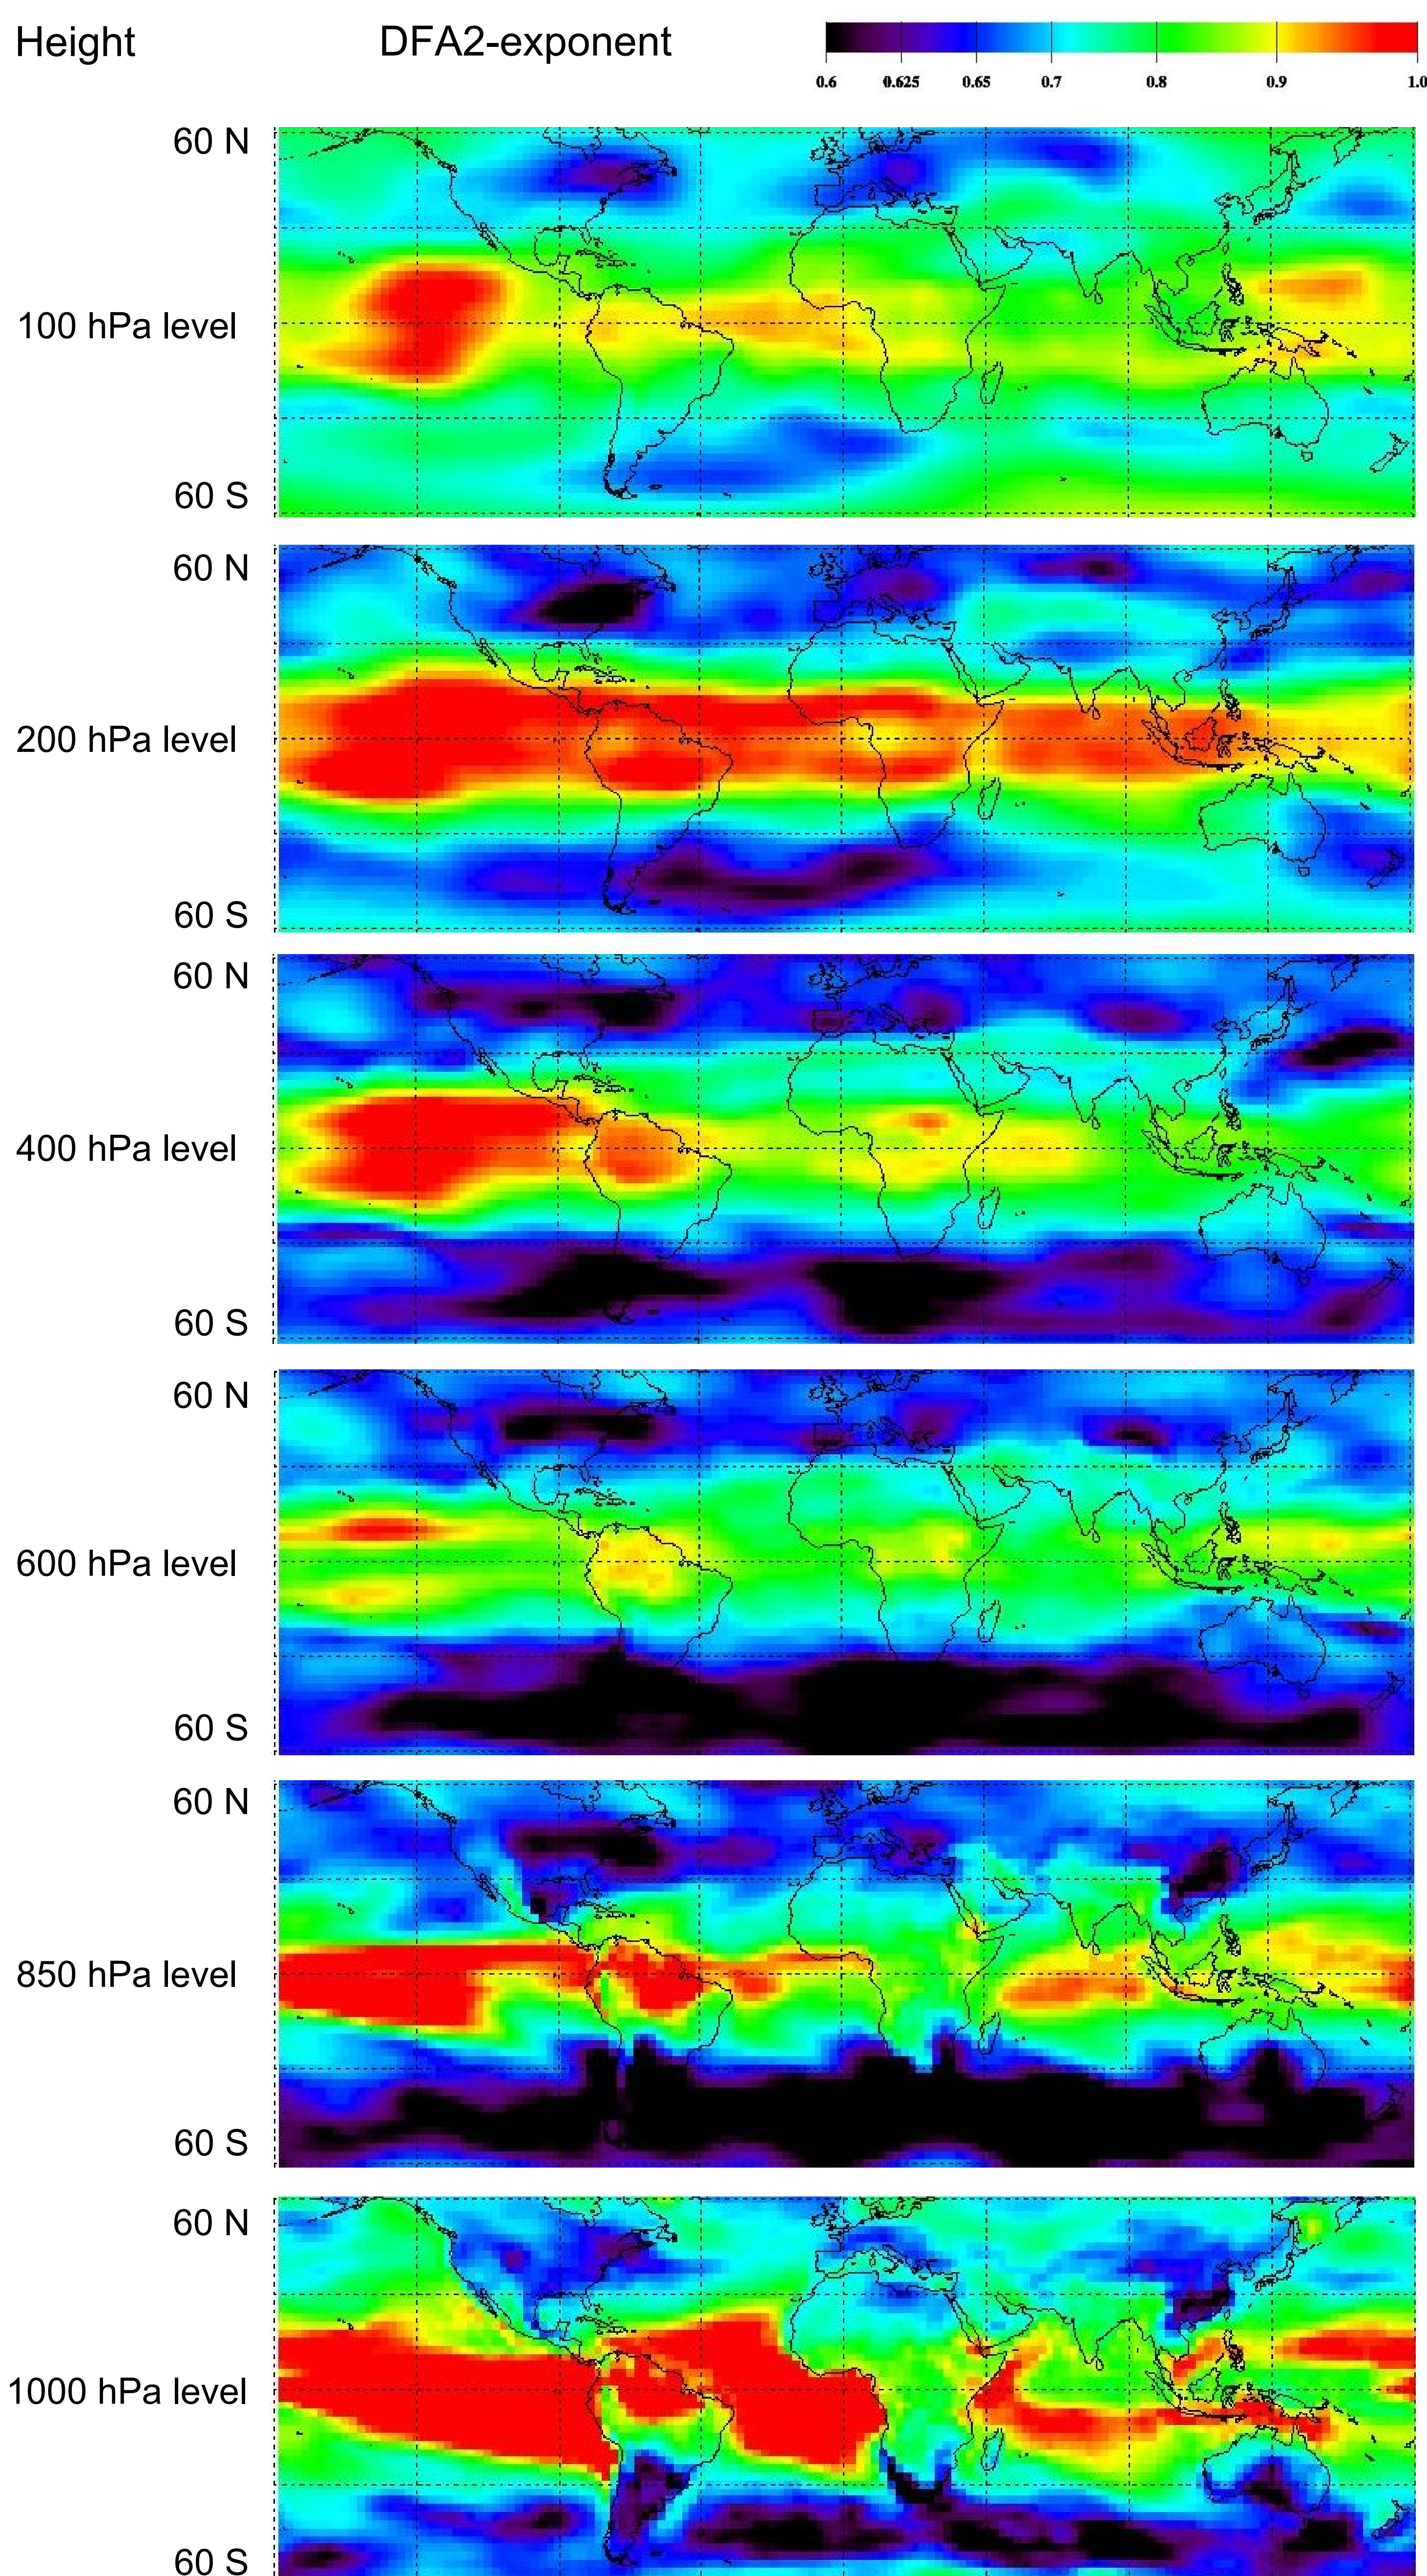 Height DFA2-exponent
0.6 0.625 0.65 0.7 0.8 0.9 1.0
60 N
100 hPa level
60 S
60 N
200 hPa level
60 S
60 N
400 hPa level
60 S
60 N
600 hPa level
60 S
60 N
850 hPa level
60 S
60 N
1000 hPa level
60 S